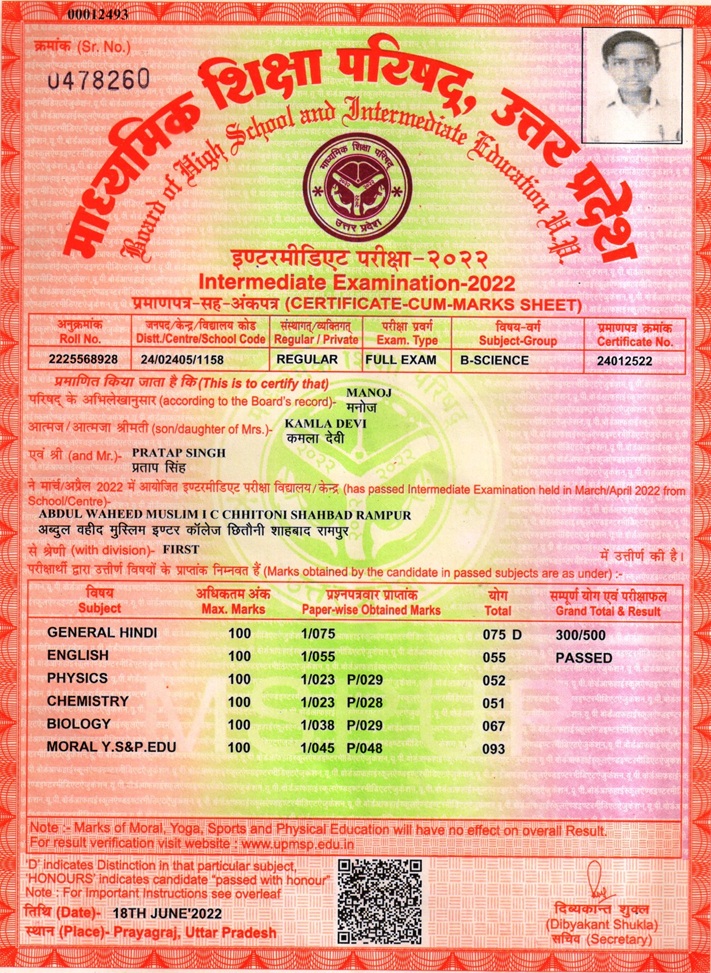 00012493
क्रमांक (Sr. No.)
0478260
माध्यमिक शिक्षा परिषद्, उत्तर प्रदेश
Board of High School and Intermediate Education U.P.
माध्यमिक शिक्षा परिषद
उत्तर प्रदेश
इण्टरमीडिएट परीक्षा-२०२२
Intermediate Examination-2022
प्रमाणपत्र-सह-अंकपत्र (CERTIFICATE-CUM-MARKS SHEET)
अनुक्रमांक जनपद/केन्द्र/विद्यालय कोड संस्थागत/व्यक्तिगत परीक्षा प्रवर्ग विषय-वर्ग प्रमाणपत्र क्रमांक
Roll No. Distt./Centre/School Code Regular / Private Exam. Type Subject-Group Certificate No.
2225568928 24/02405/1158 REGULAR FULL EXAM B-SCIENCE 24012522
प्रमाणित किया जाता है कि (This is to certify that)
परिषद् के अभिलेखानुसार (according to the Board's record)- MANOJ
मनोज
आत्मज/आत्मजा श्रीमती (son/daughter of Mrs.)- KAMLA DEVI
कमला देवी
एवं श्री (and Mr.)- PRATAP SINGH
प्रताप सिंह
ने मार्च/अप्रैल 2022 में आयोजित इण्टरमीडिएट परीक्षा विद्यालय/केन्द्र (has passed Intermediate Examination held in March/April 2022 from
School/Centre)-
ABDUL WAHEED MUSLIM I C CHHITONI SHAHBAD RAMPUR
अब्दुल वहीद मुस्लिम इण्टर कॉलेज छितौनी शाहबाद रामपुर
से श्रेणी (with division)- FIRST में उत्तीर्ण की है।
परीक्षार्थी द्वारा उत्तीर्ण विषयों के प्राप्तांक निम्नवत हैं (Marks obtained by the candidate in passed subjects are as under) :-
विषय अधिकतम अंक प्रश्नपत्रवार प्राप्तांक योग सम्पूर्ण योग एवं परीक्षाफल
Subject Max. Marks Paper-wise Obtained Marks Total Grand Total & Result
GENERAL HINDI 100 1/075 075 D 300/500
ENGLISH 100 1/055 055 PASSED
PHYSICS 100 1/023 P/029 052
CHEMISTRY 100 1/023 P/028 051
BIOLOGY 100 1/038 P/029 067
MORAL Y.S&P.EDU 100 1/045 P/048 093
MSPUP
Note :- Marks of Moral, Yoga, Sports and Physical Education will have no effect on overall Result.
For result verification visit website : www.upmsp.edu.in
'D' indicates Distinction in that particular subject,
'HONOURS' indicates candidate "passed with honour"
Note : For Important Instructions see overleaf
तिथि (Date)- 18TH JUNE'2022
स्थान (Place)- Prayagraj, Uttar Pradesh
दिव्यकान्त शुक्ल
(Dibyakant Shukla)
सचिव (Secretary)